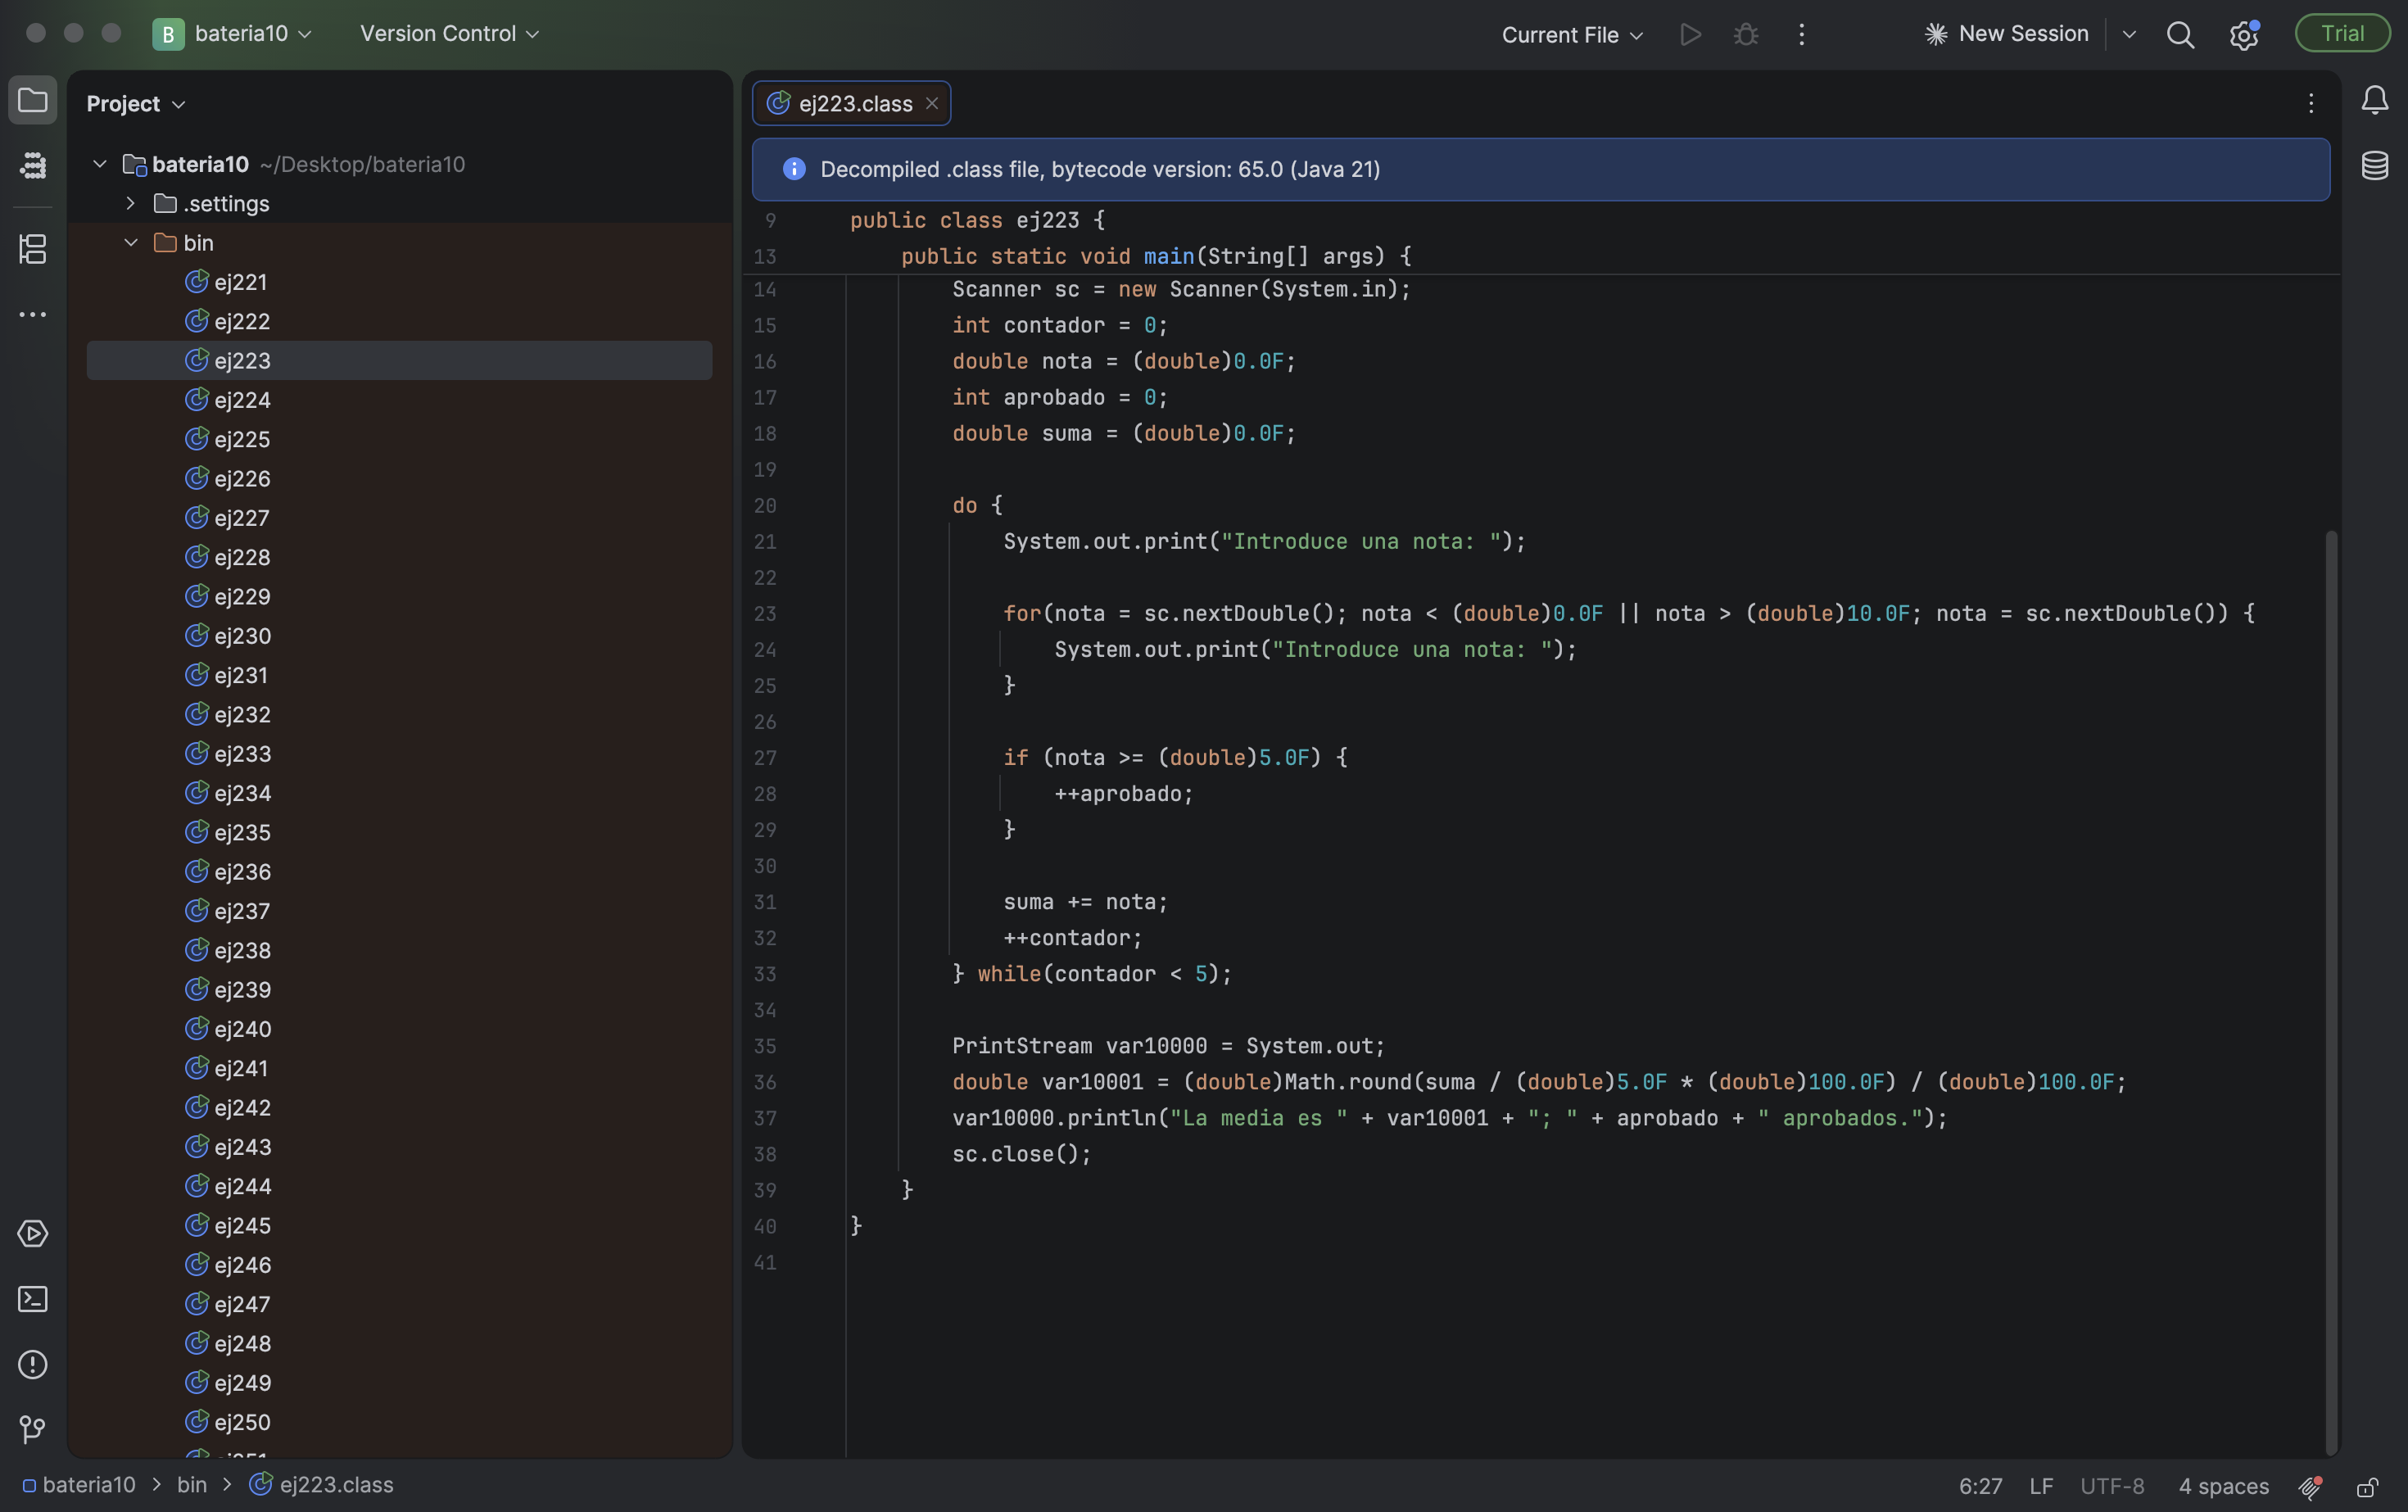 B bateria10 Version Control Current File New Session Trial
Project
bateria10 ~/Desktop/bateria10
.settings
bin
ej221
ej222
ej223
ej224
ej225
ej226
ej227
ej228
ej229
ej230
ej231
ej232
ej233
ej234
ej235
ej236
ej237
ej238
ej239
ej240
ej241
ej242
ej243
ej244
ej245
ej246
ej247
ej248
ej249
ej250
ej223.class
Decompiled .class file, bytecode version: 65.0 (Java 21)
9 public class ej223 {
13 public static void main(String[] args) {
14 Scanner sc = new Scanner(System.in);
15 int contador = 0;
16 double nota = (double)0.0F;
17 int aprobado = 0;
18 double suma = (double)0.0F;
19
20 do {
21 System.out.print("Introduce una nota: ");
22
23 for(nota = sc.nextDouble(); nota < (double)0.0F || nota > (double)10.0F; nota = sc.nextDouble()) {
24 System.out.print("Introduce una nota: ");
25 }
26
27 if (nota >= (double)5.0F) {
28 ++aprobado;
29 }
30
31 suma += nota;
32 ++contador;
33 } while(contador < 5);
34
35 PrintStream var10000 = System.out;
36 double var10001 = (double)Math.round(suma / (double)5.0F * (double)100.0F) / (double)100.0F;
37 var10000.println("La media es " + var10001 + "; " + aprobado + " aprobados.");
38 sc.close();
39 }
40 }
41
bateria10 > bin > ej223.class 6:27 LF UTF-8 4 spaces